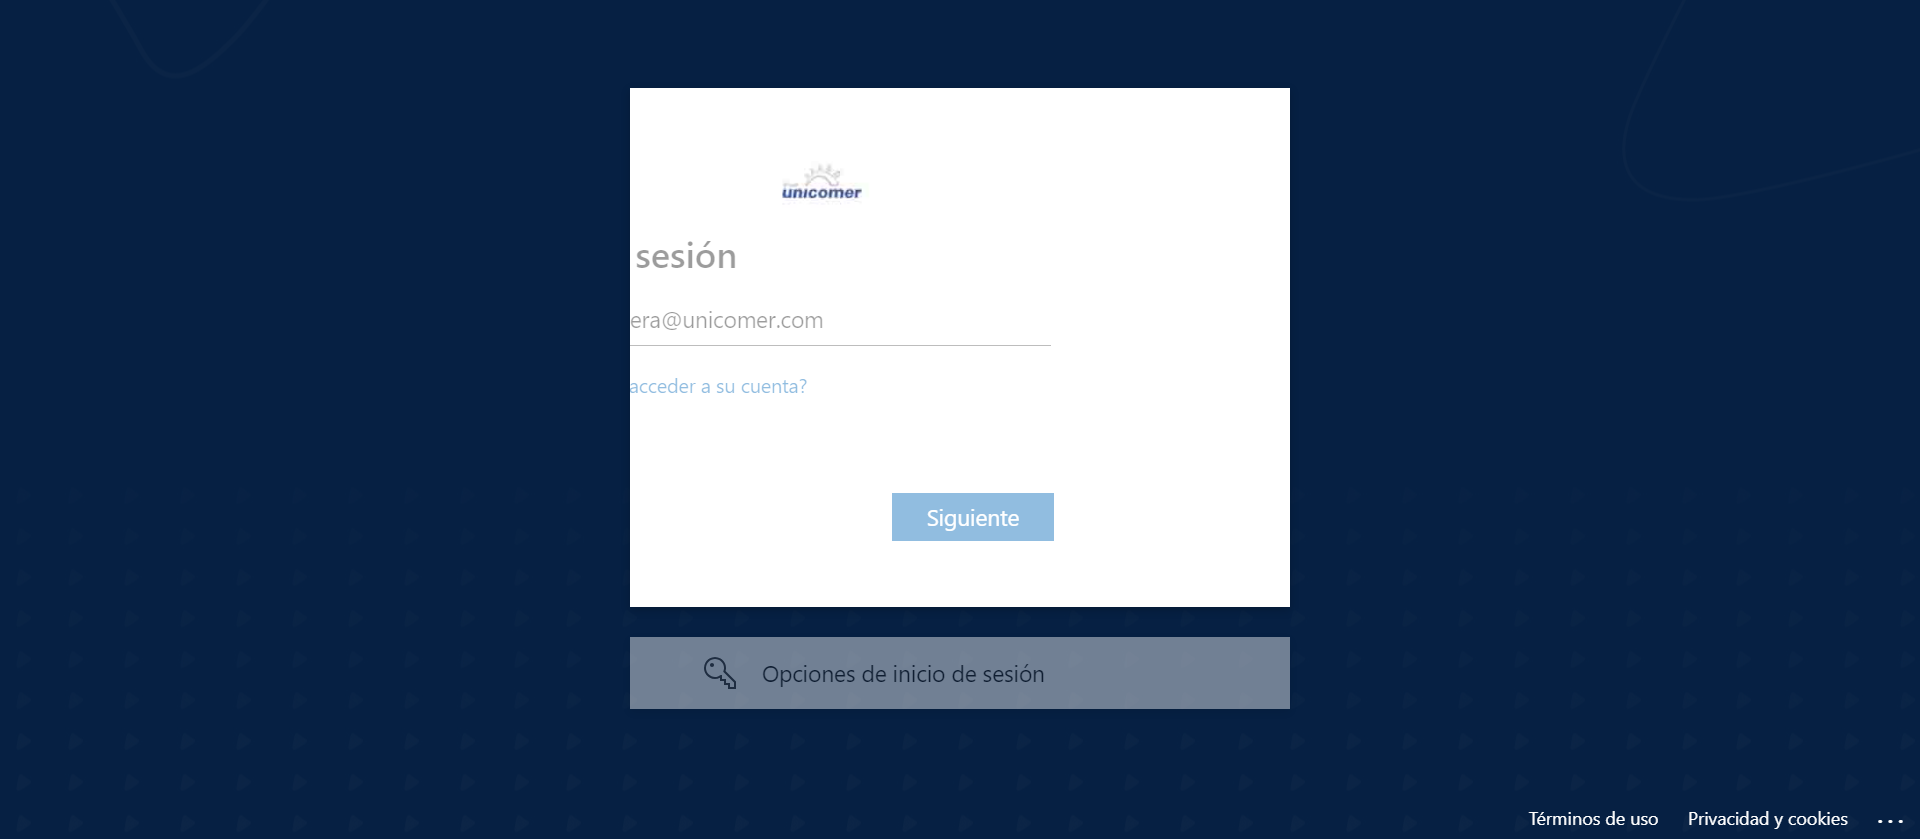 unicomer
sesión
era@unicomer.com
acceder a su cuenta?
Siguiente
Opciones de inicio de sesión
Términos de uso
Privacidad y cookies
...